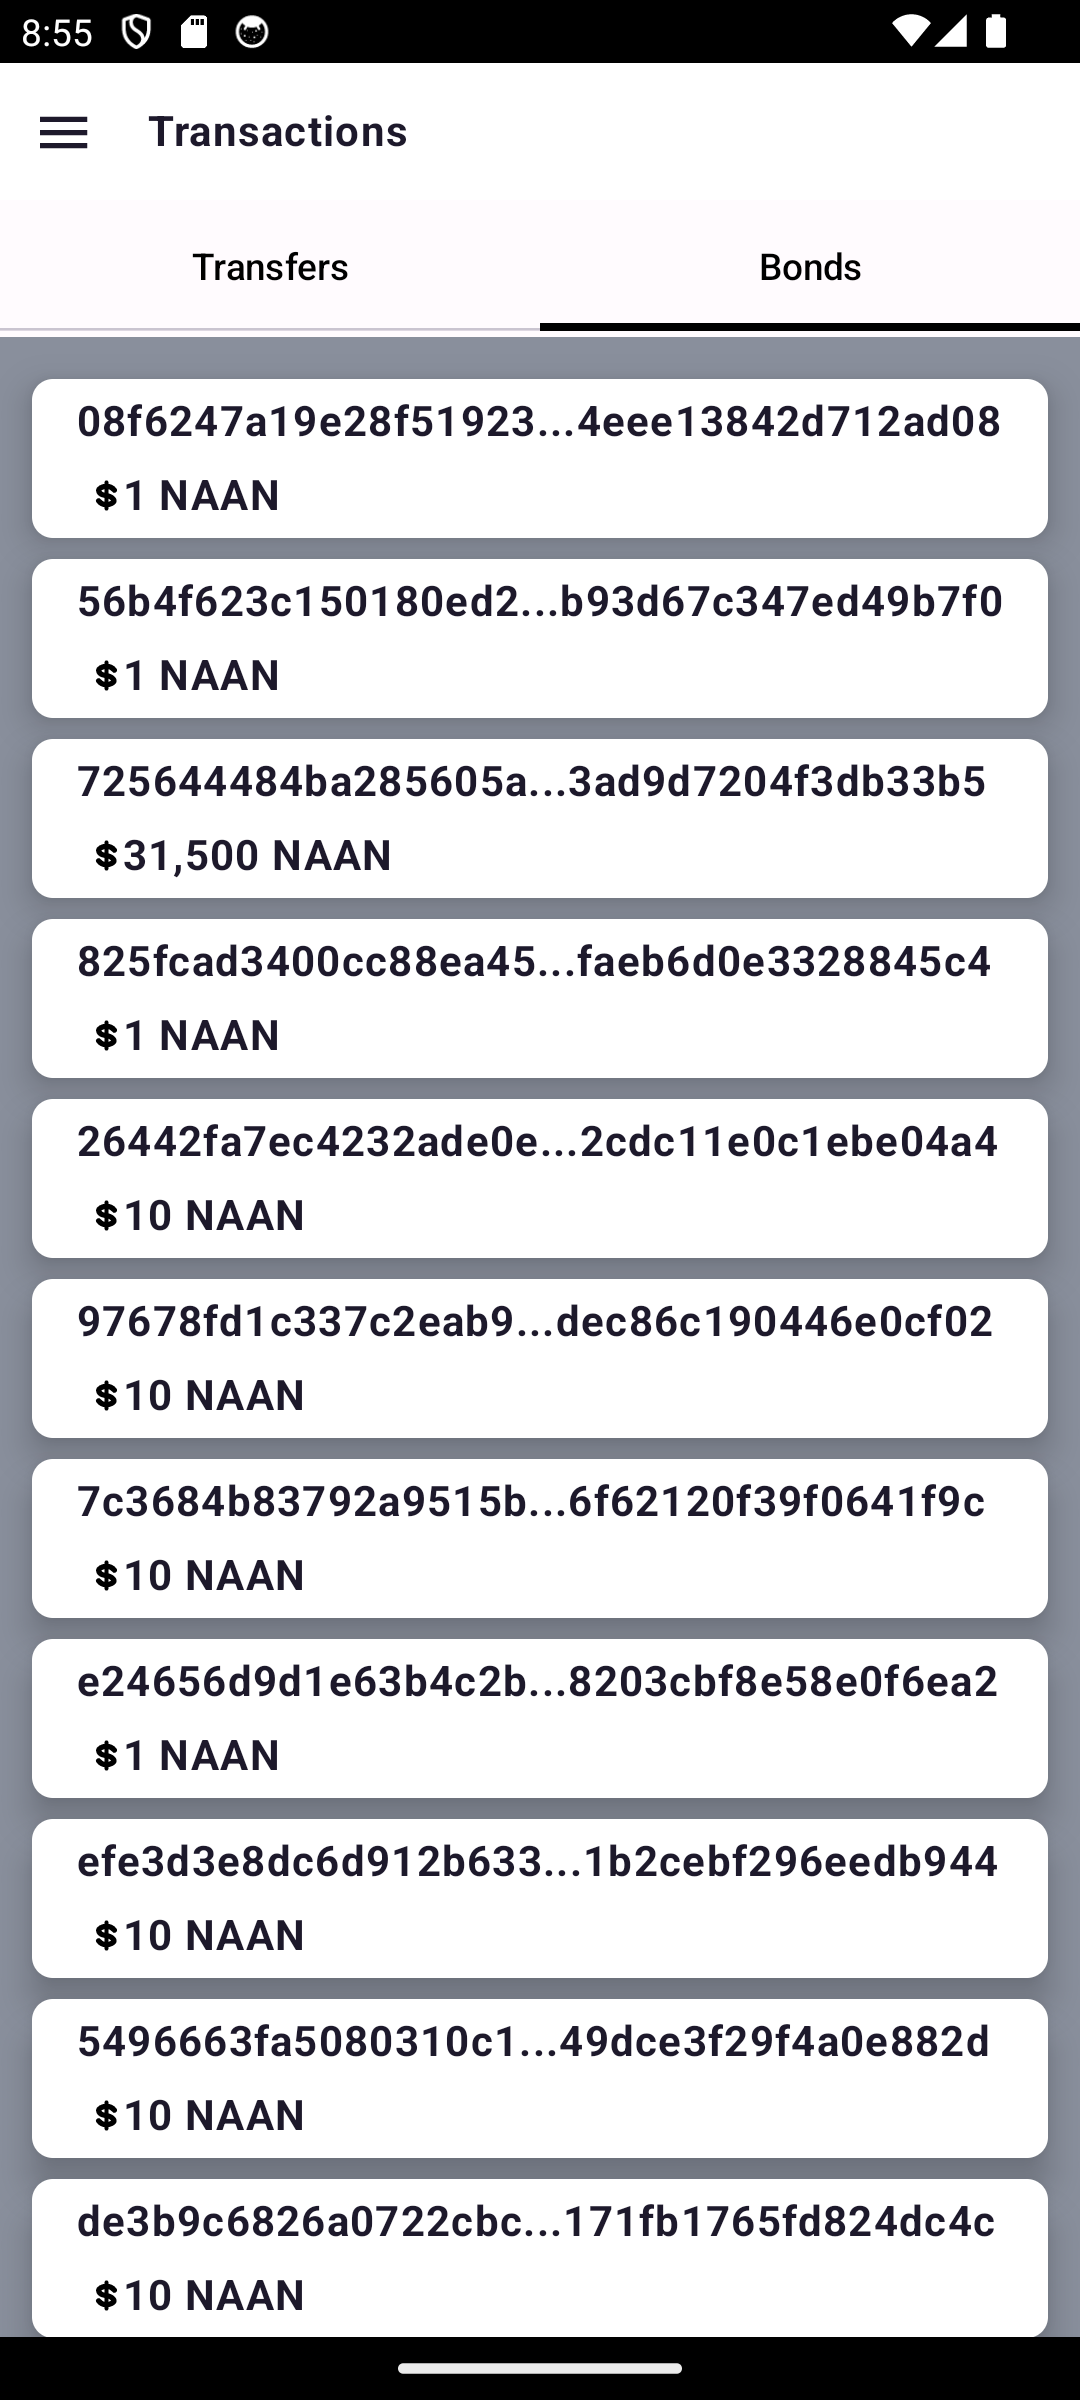 8:55
Transactions
Transfers
Bonds
08f6247a19e28f51923...4eee13842d712ad08
$1 NAAN
56b4f623c150180ed2...b93d67c347ed49b7f0
$1 NAAN
725644484ba285605a...3ad9d7204f3db33b5
$31,500 NAAN
825fcad3400cc88ea45...faeb6d0e3328845c4
$1 NAAN
26442fa7ec4232ade0e...2cdc11e0c1ebe04a4
$10 NAAN
97678fd1c337c2eab9...dec86c190446e0cf02
$10 NAAN
7c3684b83792a9515b...6f62120f39f0641f9c
$10 NAAN
e24656d9d1e63b4c2b...8203cbf8e58e0f6ea2
$1 NAAN
efe3d3e8dc6d912b633...1b2cebf296eedb944
$10 NAAN
5496663fa5080310c1...49dce3f29f4a0e882d
$10 NAAN
de3b9c6826a0722cbc...171fb1765fd824dc4c
$10 NAAN